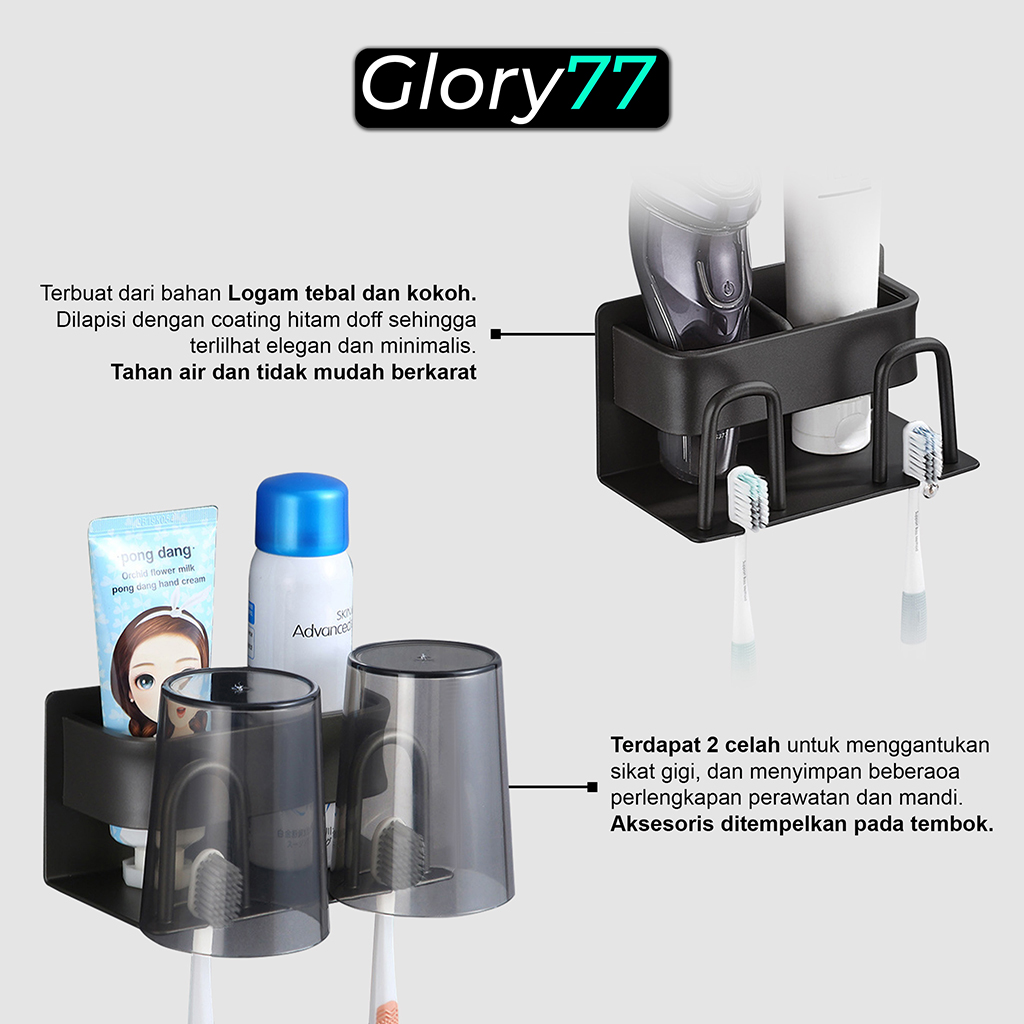 Glory77
Terbuat dari bahan Logam tebal dan kokoh.
Dilapisi dengan coating hitam doff sehingga
terlilhat elegan dan minimalis.
Tahan air dan tidak mudah berkarat
·pong dang·
Orchid flower milk
pong dang hand cream
SKIN
Advanced
Terdapat 2 celah untuk menggantukan
sikat gigi, dan menyimpan beberaoa
perlengkapan perawatan dan mandi.
Aksesoris ditempelkan pada tembok.